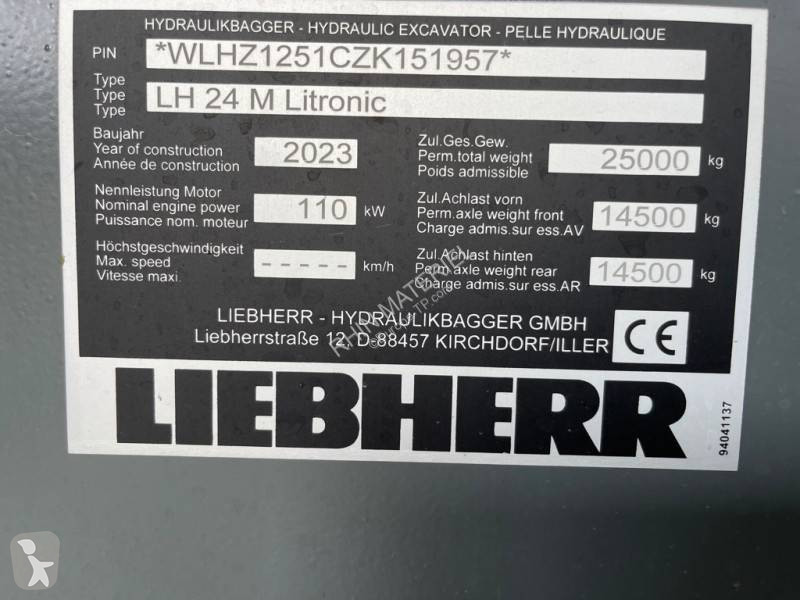 HYDRAULIKBAGGER - HYDRAULIC EXCAVATOR - PELLE HYDRAULIQUE
PIN *WLHZ1251CZK151957*
Type
Type LH 24 M Litronic
Type
Baujahr
Year of construction 2023
Année de construction
Zul.Ges.Gew.
Perm.total weight 25000 kg
Poids admissible
Nennleistung Motor
Nominal engine power 110 kW
Puissance nom. moteur
Zul.Achlast vorn
Perm.axle weight front 14500 kg
Charge admis.sur ess.AV
Höchstgeschwindigkeit
Max. speed - - - - - km/h
Vitesse maxi.
Zul.Achlast hinten
Perm.axle weight rear 14500 kg
Charge admis.sur ess.AR
LIEBHERR - HYDRAULIKBAGGER GMBH
Liebherrstraße 12, D-88457 KIRCHDORF/ILLER
CE
LIEBHERR
94041137
RHIN MATERIEL